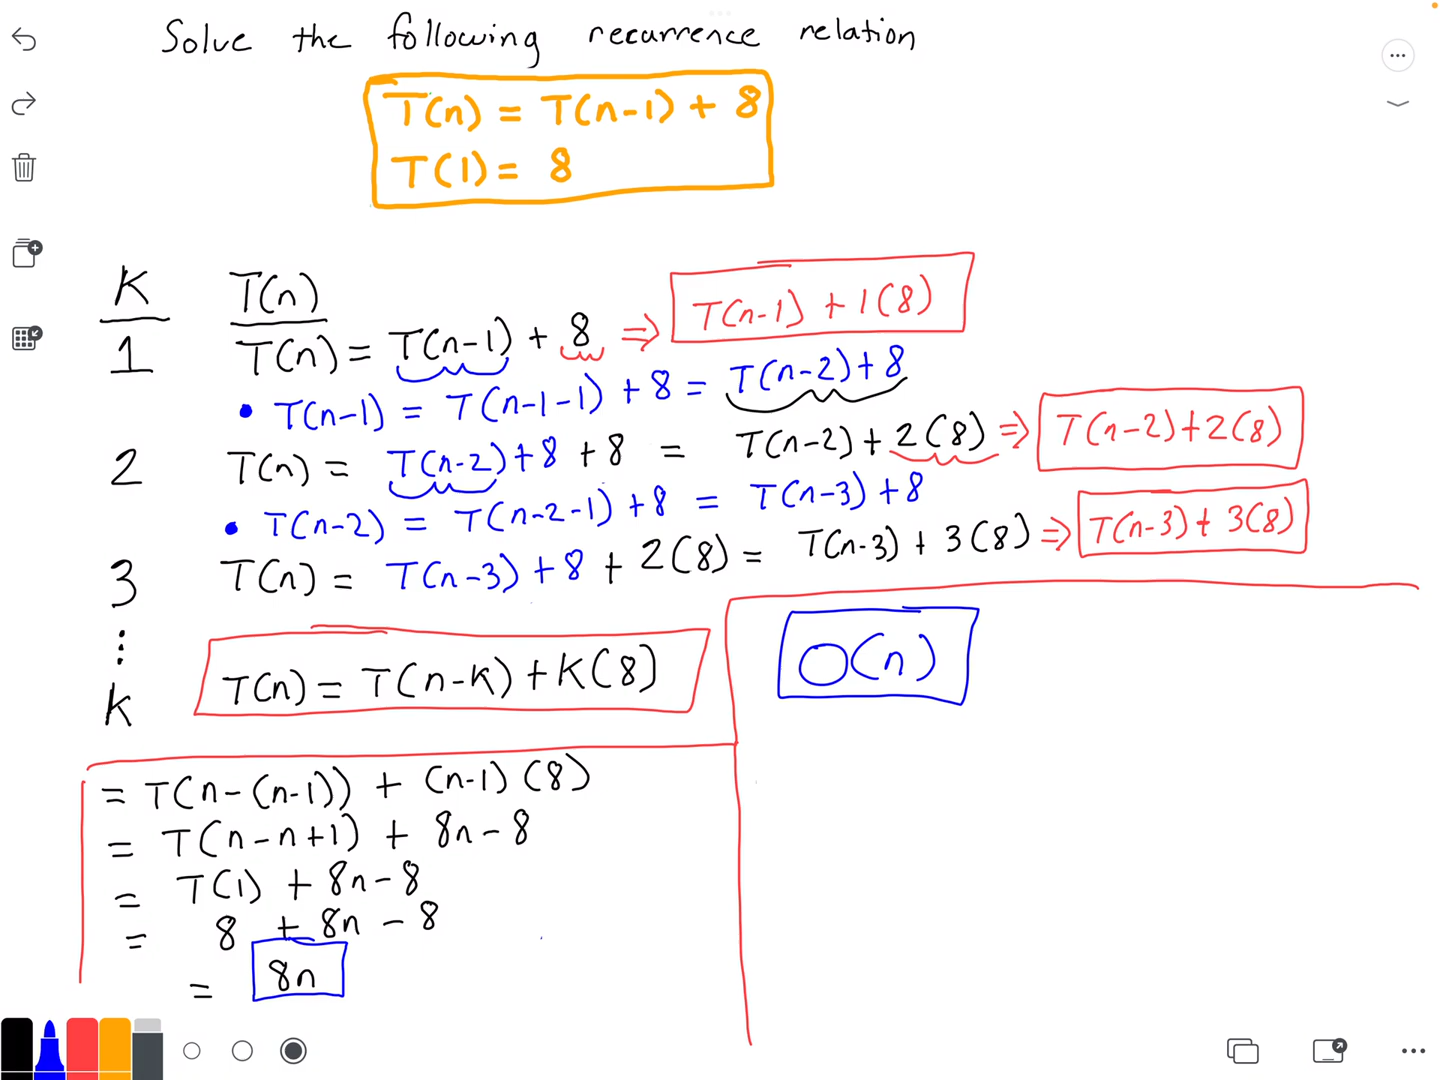 Solve the following recurrence relation
T(n) = T(n-1) + 8
T(1) = 8
K T(n)
1 T(n) = T(n-1) + 8 ⇒ T(n-1) + 1(8)
• T(n-1) = T(n-1-1) + 8 = T(n-2) + 8
2 T(n) = T(n-2) + 8 + 8 = T(n-2) + 2(8) ⇒ T(n-2) + 2(8)
• T(n-2) = T(n-2-1) + 8 = T(n-3) + 8
3 T(n) = T(n-3) + 8 + 2(8) = T(n-3) + 3(8) ⇒ T(n-3) + 3(8)
⋮
K T(n) = T(n-K) + K(8)
O(n)
= T(n-(n-1)) + (n-1)(8)
= T(n-n+1) + 8n-8
= T(1) + 8n-8
= 8 + 8n - 8
= 8n